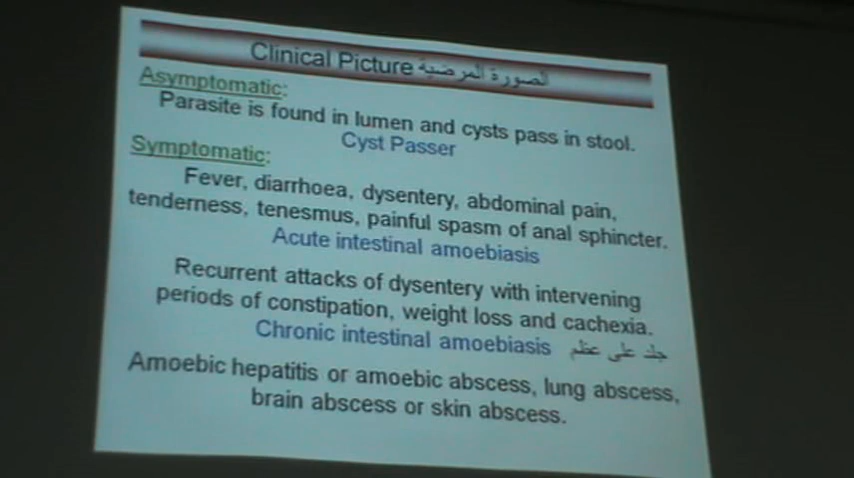 Clinical Picture الصورة المرضية
Asymptomatic:
Parasite is found in lumen and cysts pass in stool.
Cyst Passer
Symptomatic:
Fever, diarrhoea, dysentery, abdominal pain,
tenderness, tenesmus, painful spasm of anal sphincter.
Acute intestinal amoebiasis
Recurrent attacks of dysentery with intervening
periods of constipation, weight loss and cachexia.
Chronic intestinal amoebiasis جلد على عظم
Amoebic hepatitis or amoebic abscess, lung abscess,
brain abscess or skin abscess.